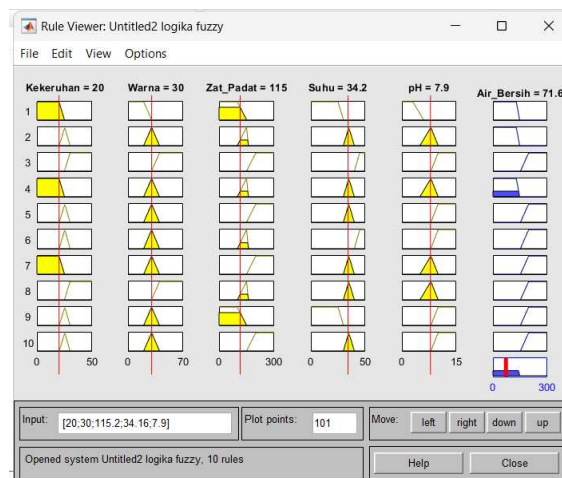 Rule Viewer: Untitled2 logika fuzzy
File Edit View Options
Kekeruhan = 20 Warna = 30 Zat_Padat = 115 Suhu = 34.2 pH = 7.9 Air_Bersih = 71.6
1
2
3
4
5
6
7
8
9
10
0 50 0 70 0 300 0 50 0 15
0 300
Input: [20;30;115.2;34.16;7.9] Plot points: 101 Move: left right down up
Opened system Untitled2 logika fuzzy, 10 rules Help Close